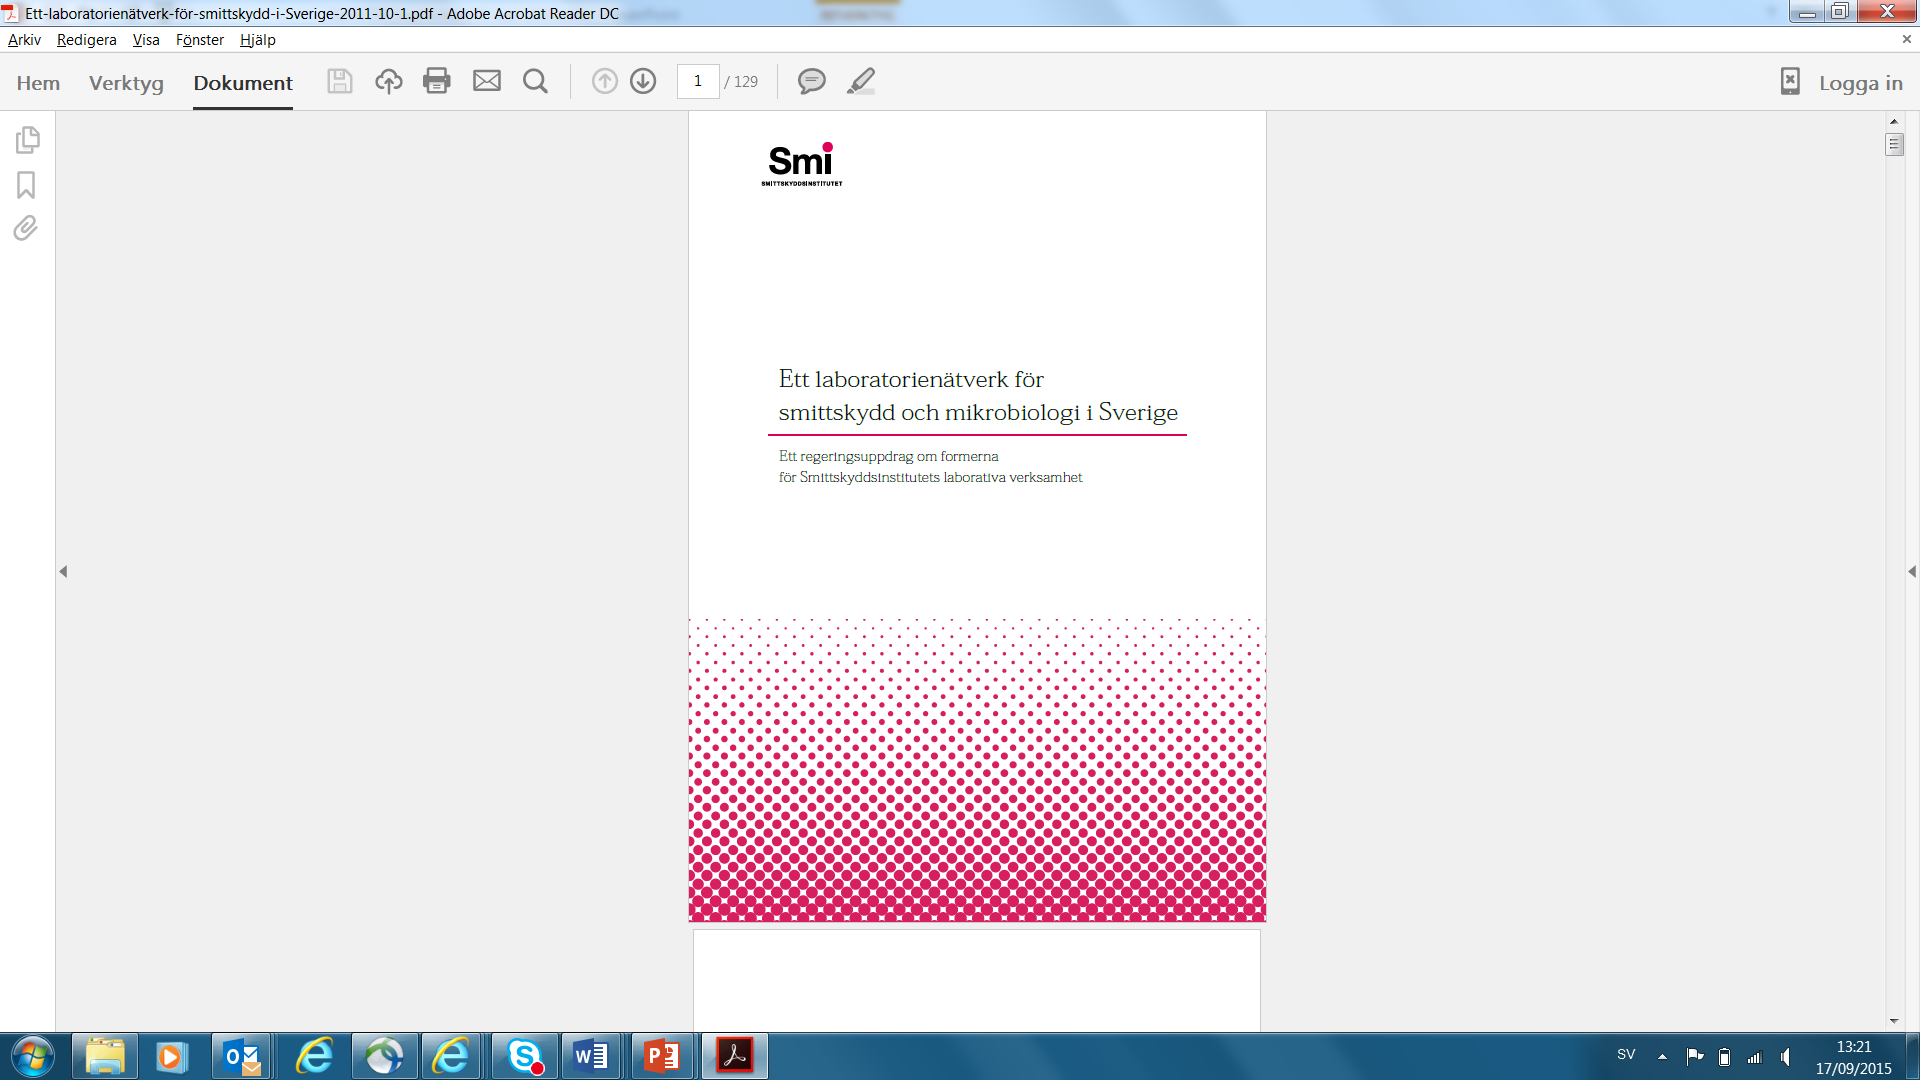 Ett-laboratorienätverk-för-smittskydd-i-Sverige-2011-10-1.pdf - Adobe Acrobat Reader DC
Arkiv Redigera Visa Fönster Hjälp
Hem Verktyg Dokument 1 / 129 Logga in
Smi
SMITTSKYDDSINSTITUTET
Ett laboratorienätverk för
smittskydd och mikrobiologi i Sverige
Ett regeringsuppdrag om formerna
för Smittskyddsinstitutets laborativa verksamhet
SV
13:21
17/09/2015